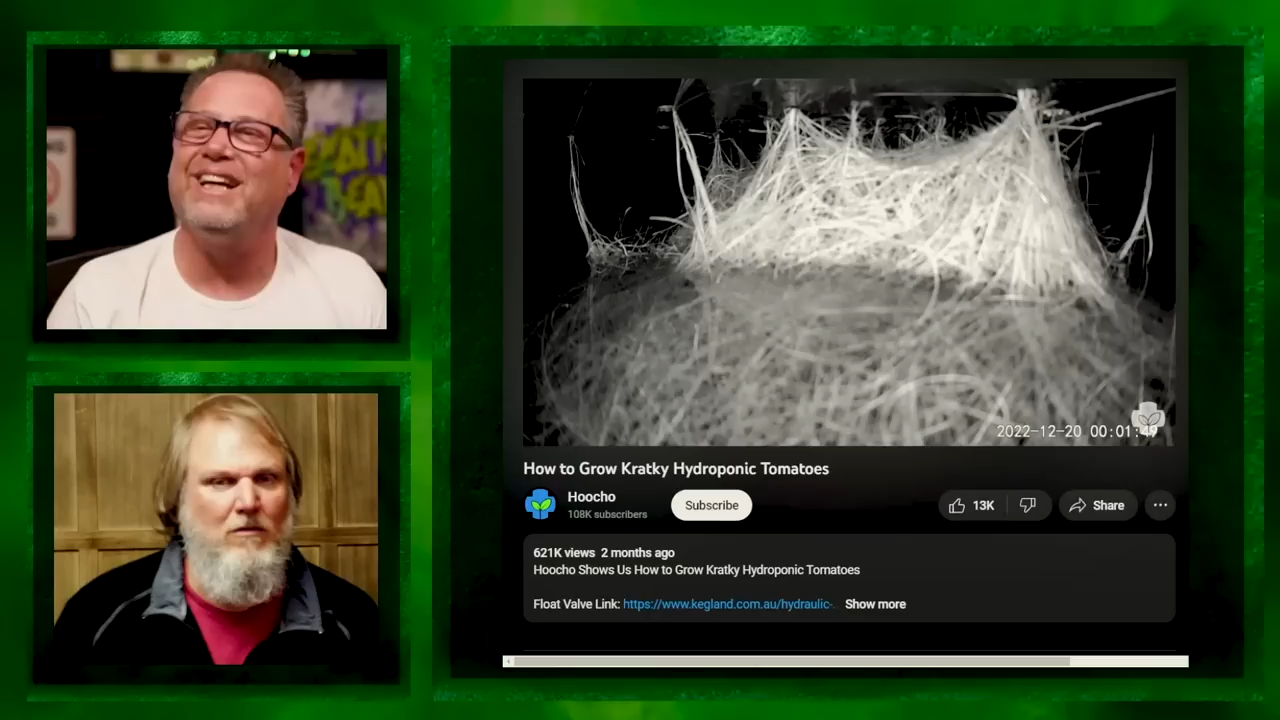 2022-12-20 00:01:49
How to Grow Kratky Hydroponic Tomatoes
Hoocho
108K subscribers
Subscribe
13K
Share
621K views 2 months ago
Hoocho Shows Us How to Grow Kratky Hydroponic Tomatoes
Float Valve Link: https://www.kegland.com.au/hydraulic-
Show more